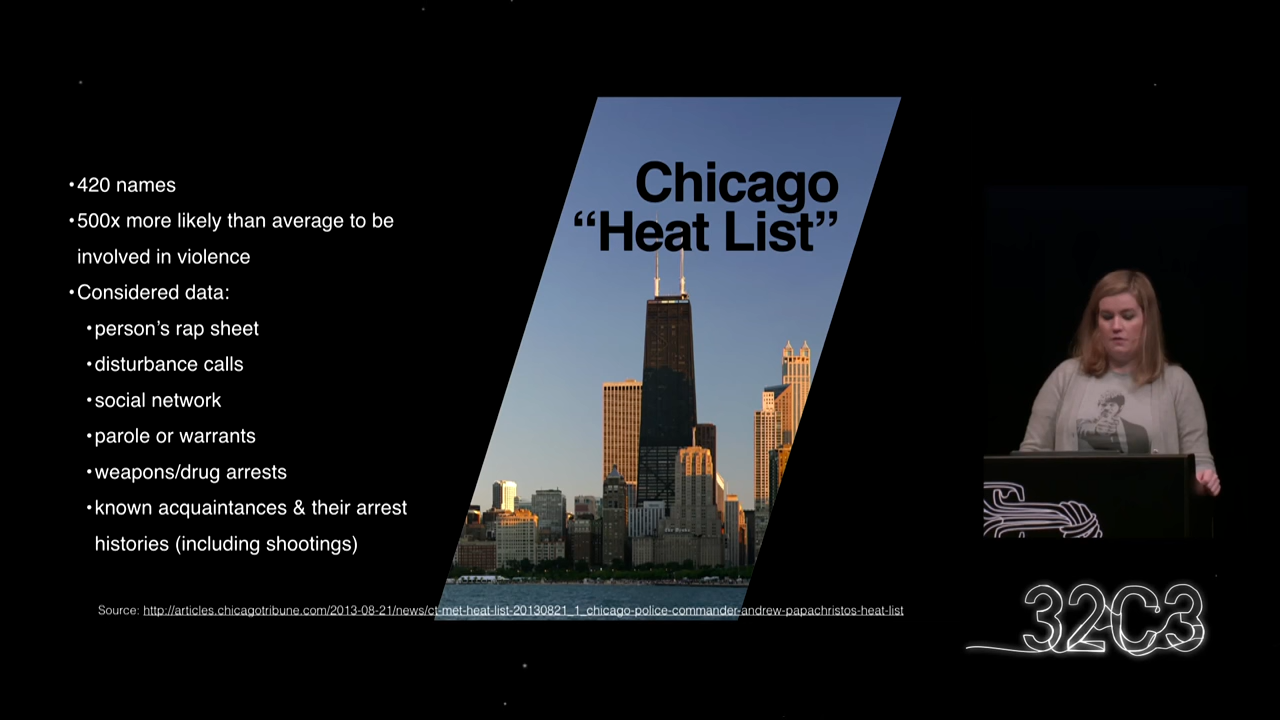 •420 names
•500x more likely than average to be
involved in violence
•Considered data:
•person’s rap sheet
•disturbance calls
•social network
•parole or warrants
•weapons/drug arrests
•known acquaintances & their arrest
histories (including shootings)
Chicago
“Heat List”
Source: http://articles.chicagotribune.com/2013-08-21/news/ct-met-heat-list-20130821_1_chicago-police-commander-andrew-papachristos-heat-list
32C3